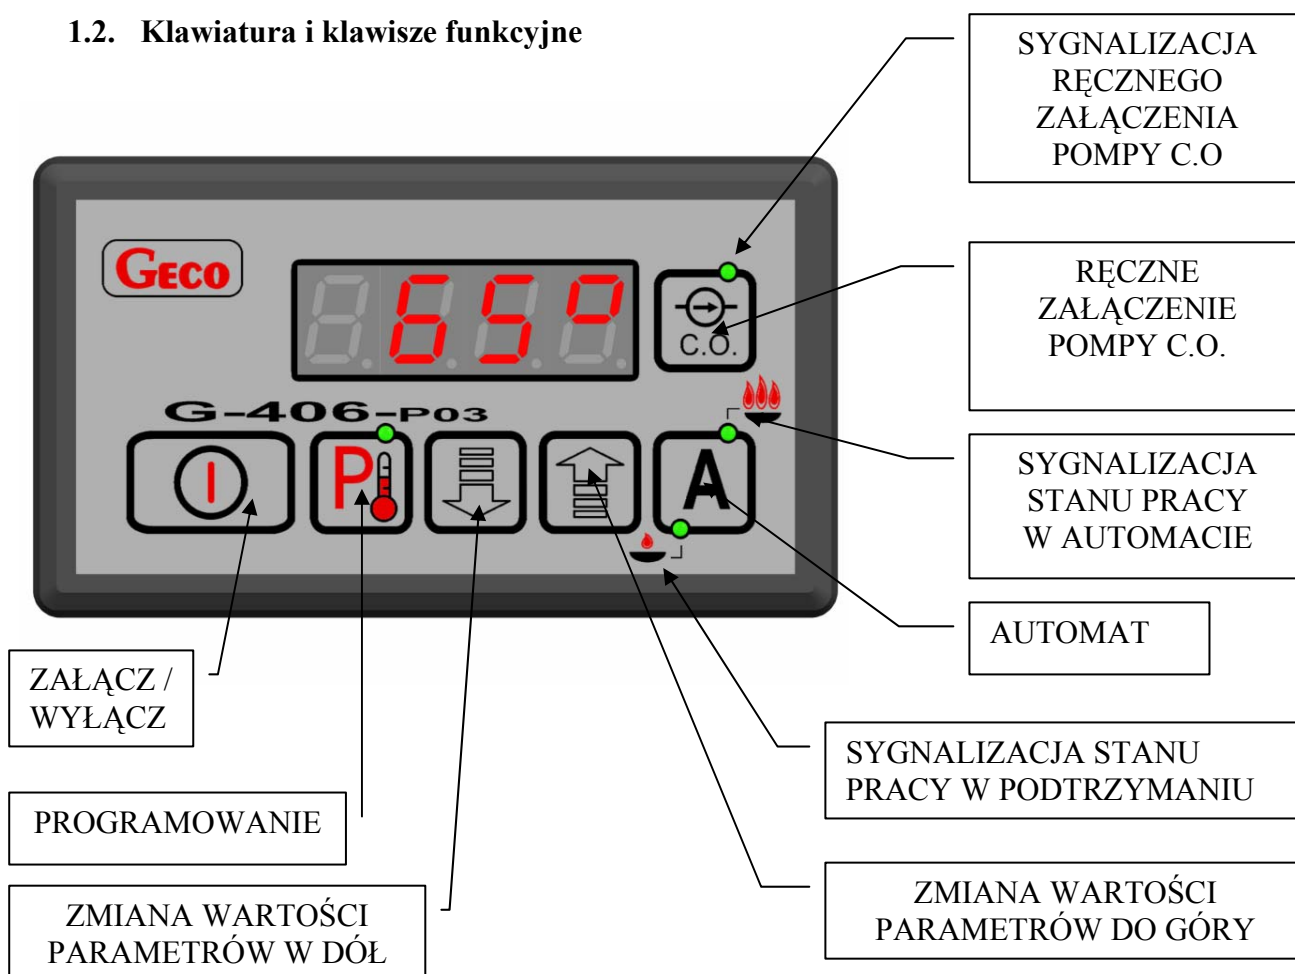 1.2. Klawiatura i klawisze funkcyjne
SYGNALIZACJA
RĘCZNEGO
ZAŁĄCZENIA
POMPY C.O
GECO
65°
C.O.
RĘCZNE
ZAŁĄCZENIE
POMPY C.O.
G-406-P03
P
A
SYGNALIZACJA
STANU PRACY
W AUTOMACIE
AUTOMAT
ZAŁĄCZ /
WYŁĄCZ
SYGNALIZACJA STANU
PRACY W PODTRZYMANIU
PROGRAMOWANIE
ZMIANA WARTOŚCI
PARAMETRÓW W DÓŁ
ZMIANA WARTOŚCI
PARAMETRÓW DO GÓRY